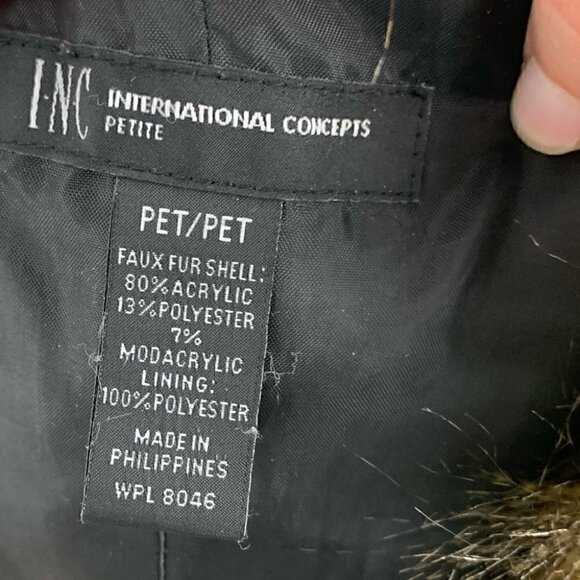 I·N·C INTERNATIONAL CONCEPTS
PETITE
PET/PET
FAUX FUR SHELL:
80% ACRYLIC
13% POLYESTER
7%
MODACRYLIC
LINING:
100% POLYESTER
MADE IN
PHILIPPINES
WPL 8046